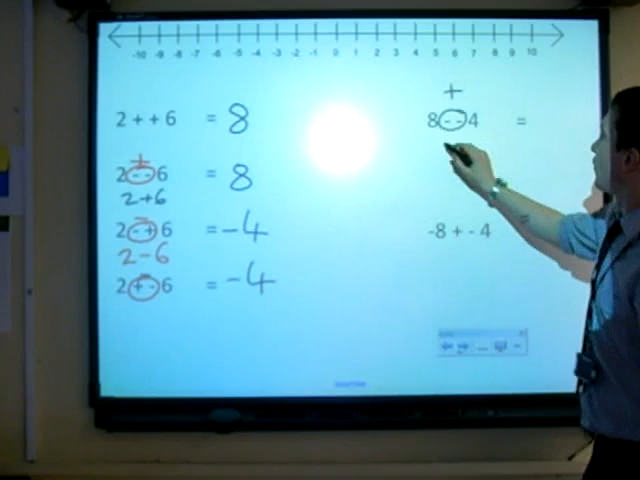 -10 -9 -8 -7 -6 -5 -4 -3 -2 -1 0 1 2 3 4 5 6 7 8 9 10
2 + + 6 = 8
+
2 - - 6 = 8
2+6
-
2 - + 6 = -4
2-6
-
2 + - 6 = -4
+
8 - - 4 =
-8 + - 4 =